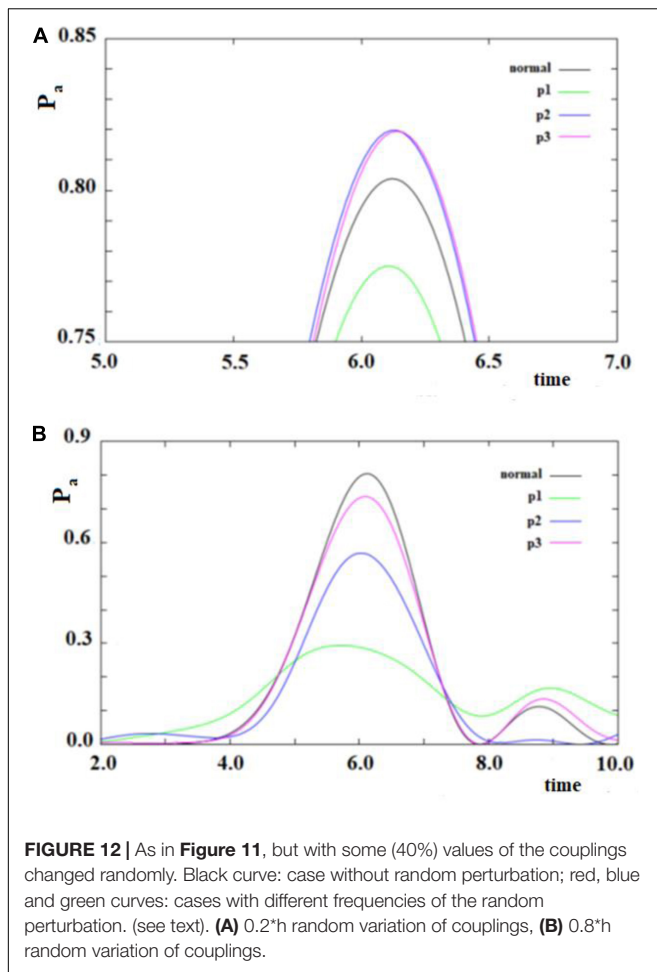 A
0.85
P_a
normal
p1
p2
p3
0.80
0.75
5.0 5.5 6.0 6.5 7.0
time
B
0.9
P_a
normal
p1
p2
p3
0.6
0.3
0.0
2.0 4.0 6.0 8.0 10.0
time
FIGURE 12 | As in Figure 11, but with some (40%) values of the couplings
changed randomly. Black curve: case without random perturbation; red, blue
and green curves: cases with different frequencies of the random
perturbation. (see text). (A) 0.2*h random variation of couplings, (B) 0.8*h
random variation of couplings.